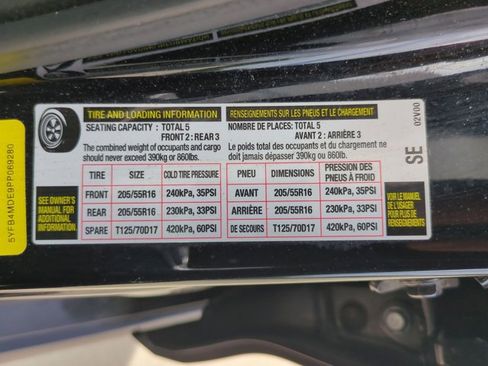 TIRE AND LOADING INFORMATION
SEATING CAPACITY : TOTAL 5
FRONT 2 : REAR 3
The combined weight of occupants and cargo
should never exceed 390kg or 860lbs.
TIRE SIZE COLD TIRE PRESSURE
FRONT 205/55R16 240kPa, 35PSI
REAR 205/55R16 230kPa, 33PSI
SPARE T125/70D17 420kPa, 60PSI
SEE OWNER'S
MANUAL FOR
ADDITIONAL
INFORMATION.
RENSEIGNEMENTS SUR LES PNEUS ET LE CHARGEMENT
NOMBRE DE PLACES: TOTAL 5
AVANT 2 : ARRIÈRE 3
Le poids total des occupants et du chargement ne
doit jamais dépasser 390kg ou 860lb.
PNEU DIMENSION PRESSION DES
PNEUS À FROID
AVANT 205/55R16 240kPa, 35PSI
ARRIÈRE 205/55R16 230kPa, 33PSI
DE SECOURS T125/70D17 420kPa, 60PSI
VOIR LE MANUEL
DE L'USAGER
POUR PLUS DE
RENSEIGNEMENTS.
SE
02V00
5YFB4MDE9PP069280